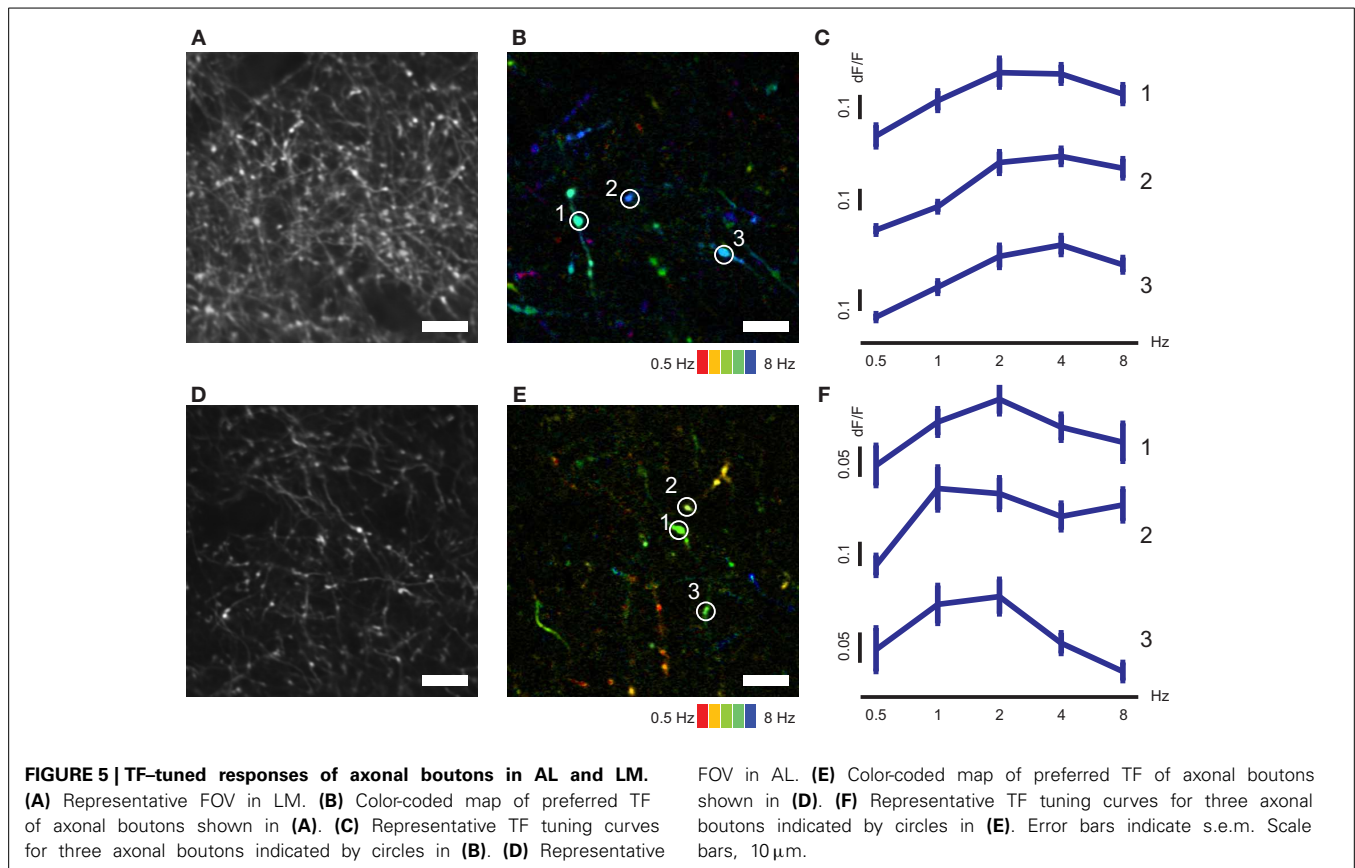 A
B
C
dF/F
0.1
1
0.1
2
0.1
3
0.5 1 2 4 8 Hz
1
2
3
0.5 Hz 8 Hz
D
E
F
dF/F
0.05
1
0.1
2
0.05
3
0.5 1 2 4 8 Hz
2
1
3
0.5 Hz 8 Hz
FIGURE 5 | TF–tuned responses of axonal boutons in AL and LM.
(A) Representative FOV in LM. (B) Color-coded map of preferred TF
of axonal boutons shown in (A). (C) Representative TF tuning curves
for three axonal boutons indicated by circles in (B). (D) Representative
FOV in AL. (E) Color-coded map of preferred TF of axonal boutons
shown in (D). (F) Representative TF tuning curves for three axonal
boutons indicated by circles in (E). Error bars indicate s.e.m. Scale
bars, 10 μm.